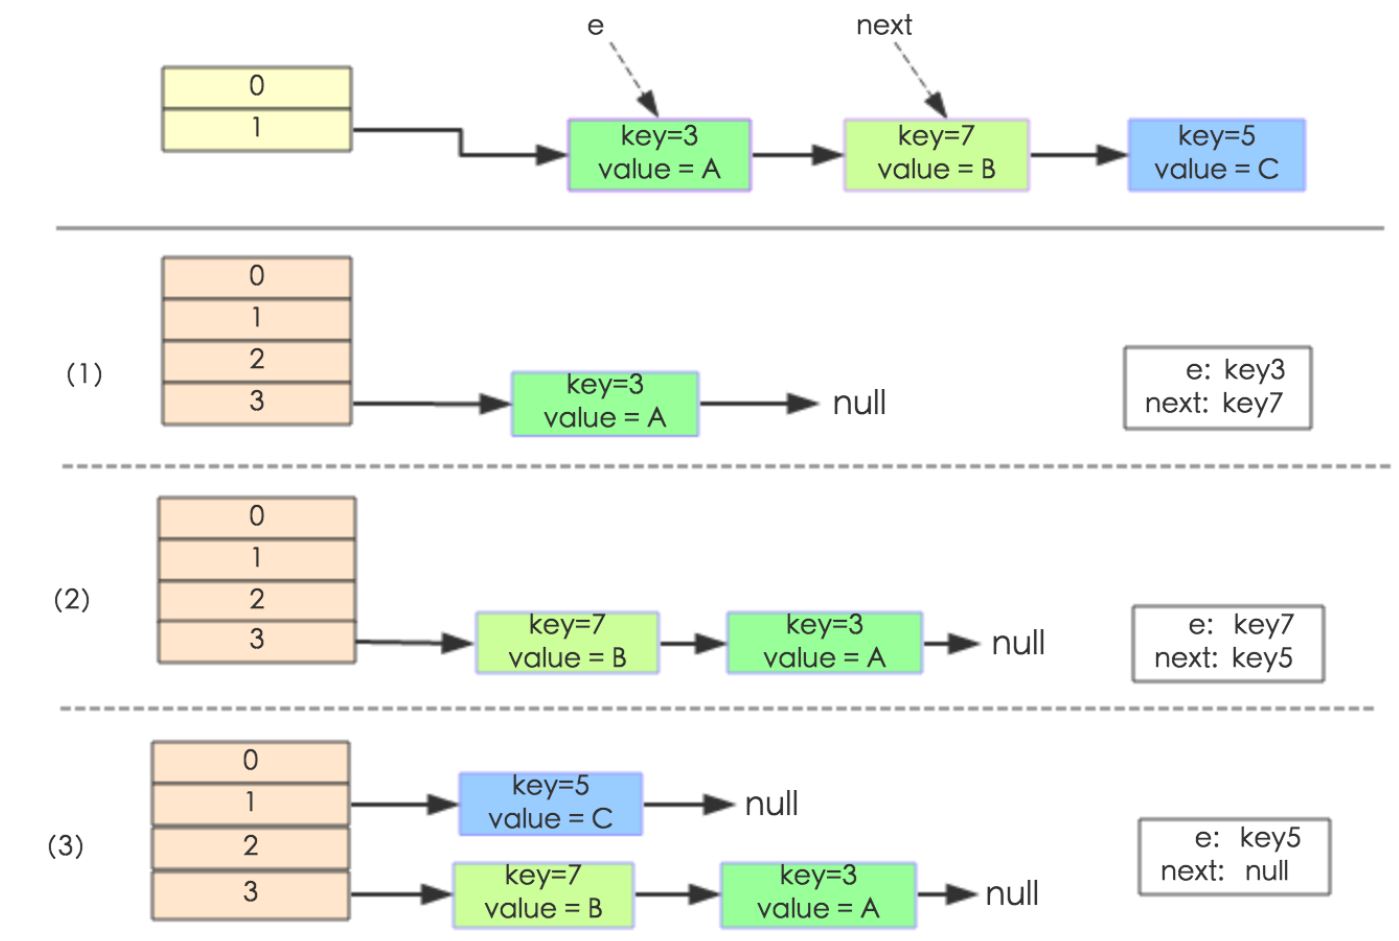 e
next
0
1
key=3
value = A
key=7
value = B
key=5
value = C
(1)
0
1
2
3
key=3
value = A
null
e: key3
next: key7
(2)
0
1
2
3
key=7
value = B
key=3
value = A
null
e: key7
next: key5
(3)
0
1
2
3
key=5
value = C
null
key=7
value = B
key=3
value = A
null
e: key5
next: null